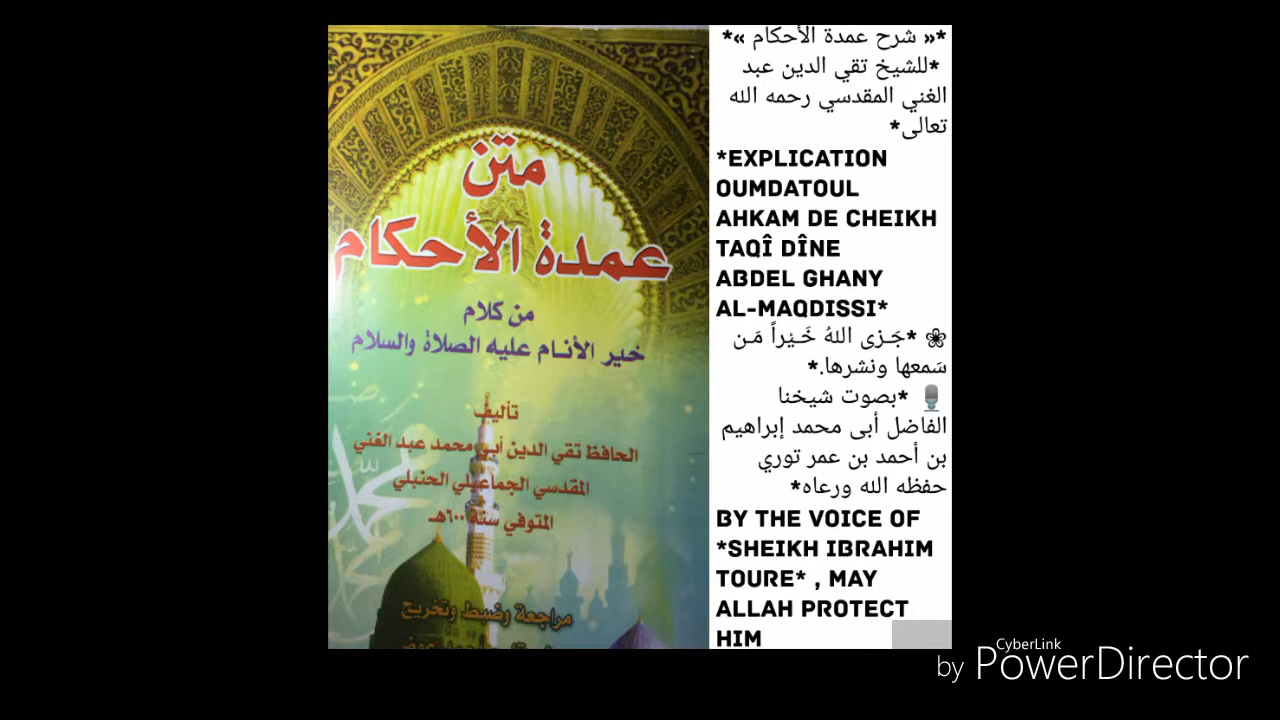 متن
عمدة الأحكام
من كلام
خير الأنام عليه الصلاة والسلام
تأليف
الحافظ تقي الدين أبي محمد عبد الغني
المقدسي الجماعيلي الحنبلي
المتوفي سنة ٦٠٠هـ
مراجعة وضبط وتخريج
*« شرح عمدة الأحكام »*
*للشيخ تقي الدين عبد
الغني المقدسي رحمه الله
تعالى*
*EXPLICATION
OUMDATOUL
AHKAM DE CHEIKH
TAQÎ DÎNE
ABDEL GHANY
AL-MAQDISSI*
❀ *جَـزى اللهُ خَـيْراً مَـن
سَمعها ونشرها.*
🎙 *بصوت شيخنا
الفاضل أبى محمد إبراهيم
بن أحمد بن عمر توري
حفظه الله ورعاه*
BY THE VOICE OF
*SHEIKH IBRAHIM
TOURE* , MAY
ALLAH PROTECT
HIM
CyberLink
by PowerDirector